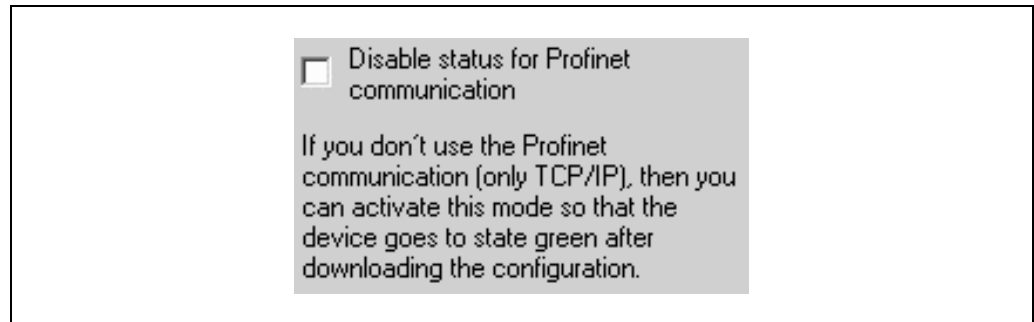 Disable status for Profinet
communication
If you don´t use the Profinet
communication (only TCP/IP), then you
can activate this mode so that the
device goes to state green after
downloading the configuration.